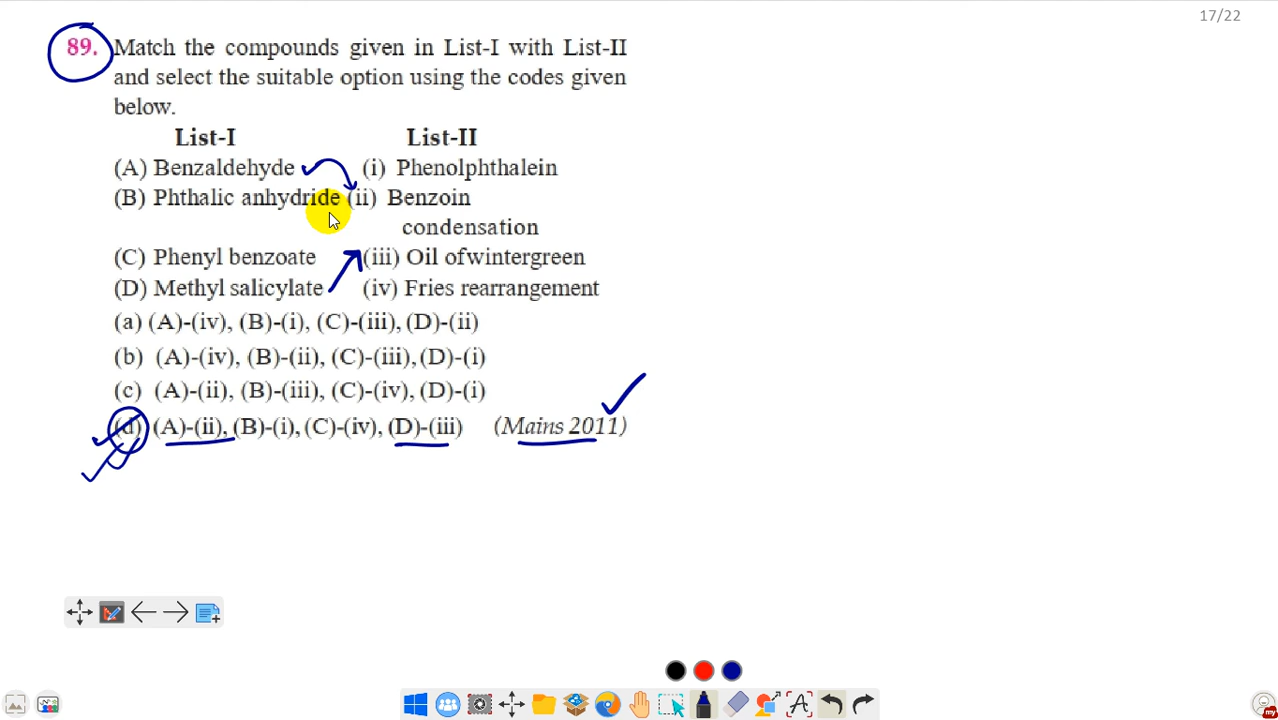 17/22
89. Match the compounds given in List-I with List-II
and select the suitable option using the codes given
below.
List-I List-II
(A) Benzaldehyde (i) Phenolphthalein
(B) Phthalic anhydride (ii) Benzoin
condensation
(C) Phenyl benzoate (iii) Oil ofwintergreen
(D) Methyl salicylate (iv) Fries rearrangement
(a) (A)-(iv), (B)-(i), (C)-(iii), (D)-(ii)
(b) (A)-(iv), (B)-(ii), (C)-(iii), (D)-(i)
(c) (A)-(ii), (B)-(iii), (C)-(iv), (D)-(i)
(d) (A)-(ii), (B)-(i), (C)-(iv), (D)-(iii) (Mains 2011)
my